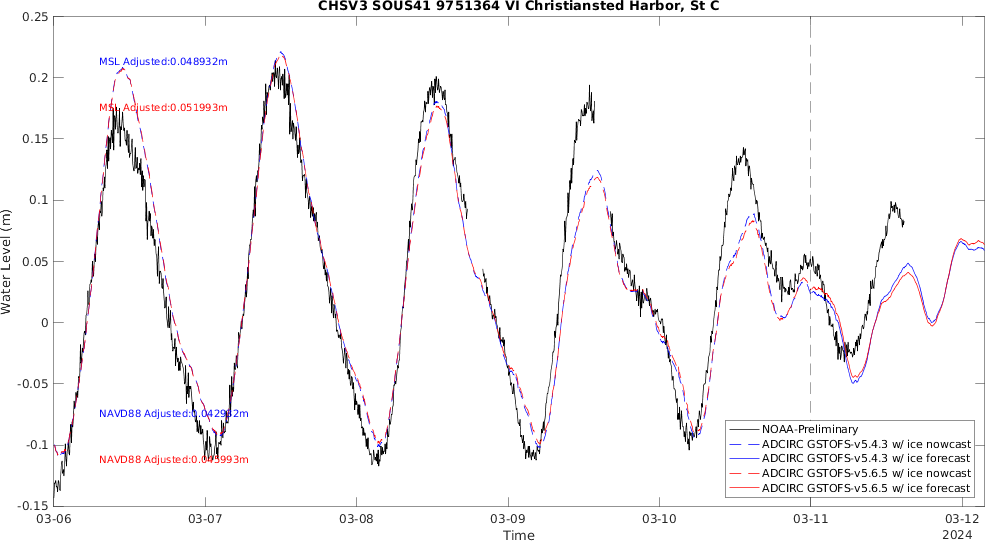 CHSV3 SOUS41 9751364 VI Christiansted Harbor, St C
0.25
0.2
0.15
0.1
0.05
0
-0.05
-0.1
-0.15
Water Level (m)
MSL Adjusted:0.048932m
MSL Adjusted:0.051993m
NAVD88 Adjusted:0.042932m
NAVD88 Adjusted:0.045993m
NOAA-Preliminary
ADCIRC GSTOFS-v5.4.3 w/ ice nowcast
ADCIRC GSTOFS-v5.4.3 w/ ice forecast
ADCIRC GSTOFS-v5.6.5 w/ ice nowcast
ADCIRC GSTOFS-v5.6.5 w/ ice forecast
03-06 03-07 03-08 03-09 03-10 03-11 03-12
Time
2024